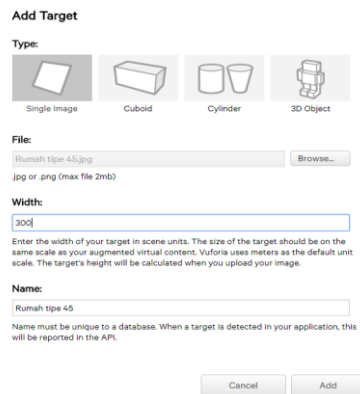 Add Target
Type:
Single Image
Cuboid
Cylinder
3D Object
File:
Rumah tipe 45.jpg
Browse...
.jpg or .png (max file 2mb)
Width:
300
Enter the width of your target in scene units. The size of the target should be on the
same scale as your augmented virtual content. Vuforia uses meters as the default unit
scale. The target's height will be calculated when you upload your image.
Name:
Rumah tipe 45
Name must be unique to a database. When a target is detected in your application, this
will be reported in the API.
Cancel
Add